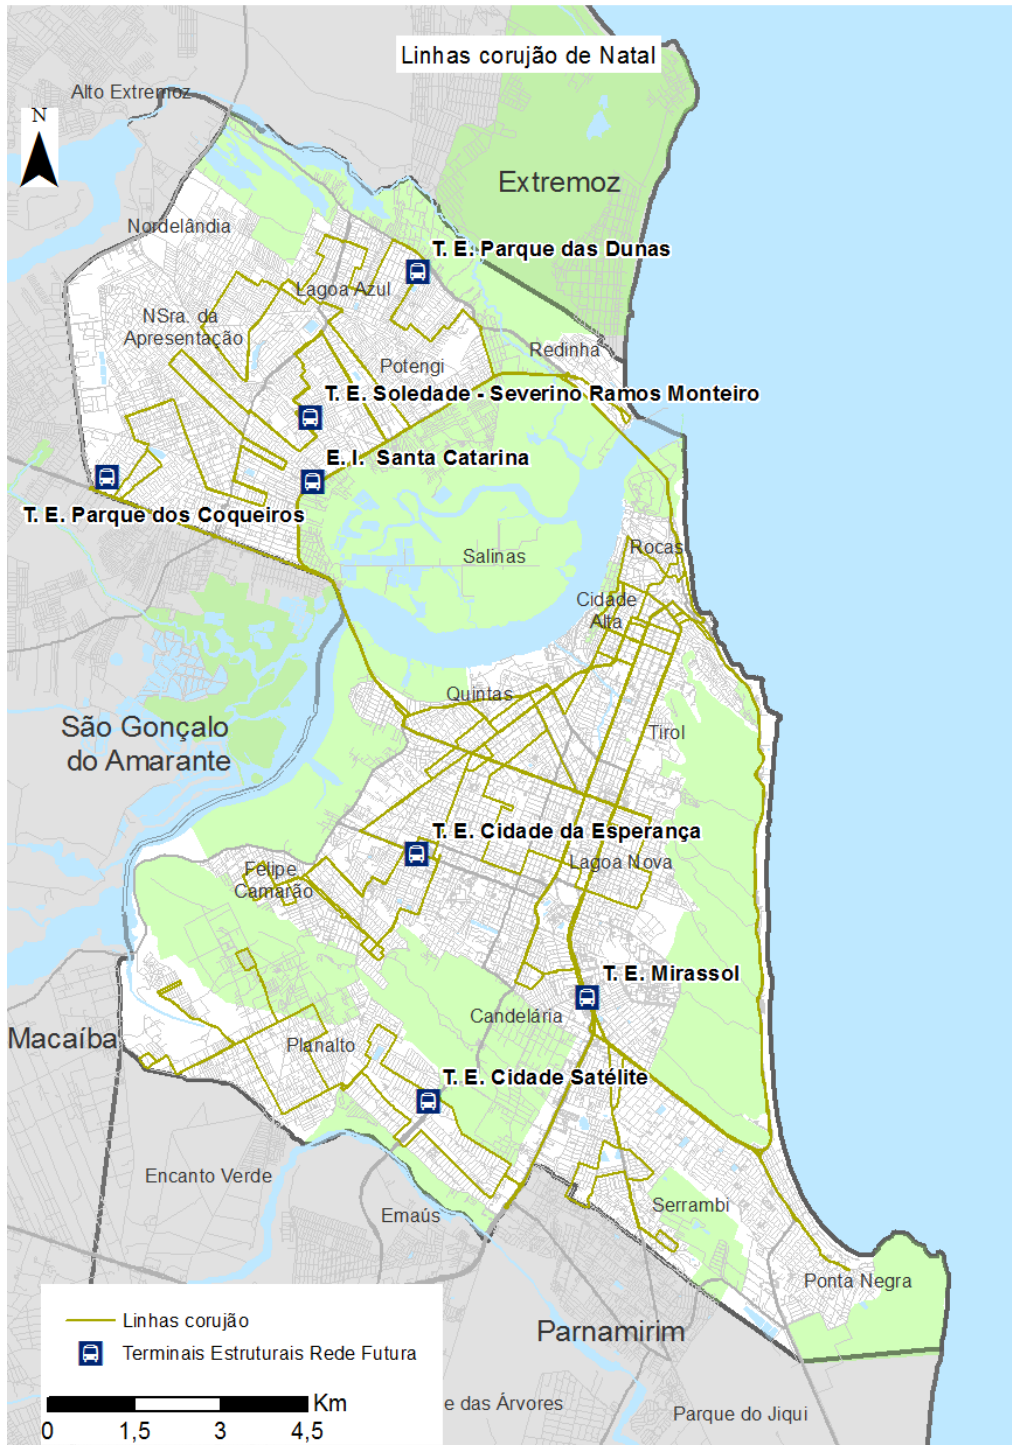 Linhas corujão de Natal
Alto Extremoz
N
Extremoz
Nordelândia
T. E. Parque das Dunas
Lagoa Azul
NSra. da
Apresentação
Redinha
Potengi
T. E. Soledade - Severino Ramos Monteiro
E. I. Santa Catarina
T. E. Parque dos Coqueiros
Rocas
Salinas
Cidade
Alta
Quintas
São Gonçalo
do Amarante
Tirol
T. E. Cidade da Esperança
Lagoa Nova
Felipe
Camarão
T. E. Mirassol
Candelária
Macaíba
Planalto
T. E. Cidade Satélite
Encanto Verde
Serrambi
Emaús
Ponta Negra
Linhas corujão
Parnamirim
Terminais Estruturais Rede Futura
Km
0 1,5 3 4,5
e das Árvores
Parque do Jiqui